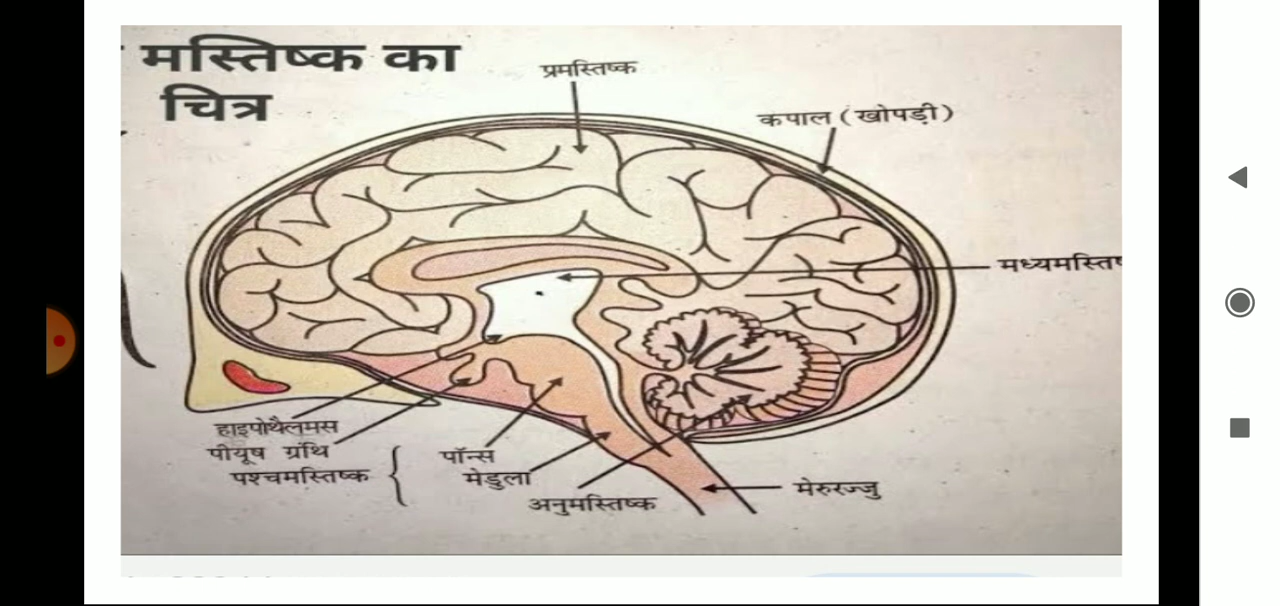 मस्तिष्क का
चित्र
प्रमस्तिष्क
कपाल (खोपड़ी)
हाइपोथैलमस
पीयूष ग्रंथि
पश्चमस्तिष्क
पॉन्स
मेडुला
अनुमस्तिष्क
मेरुरज्जु